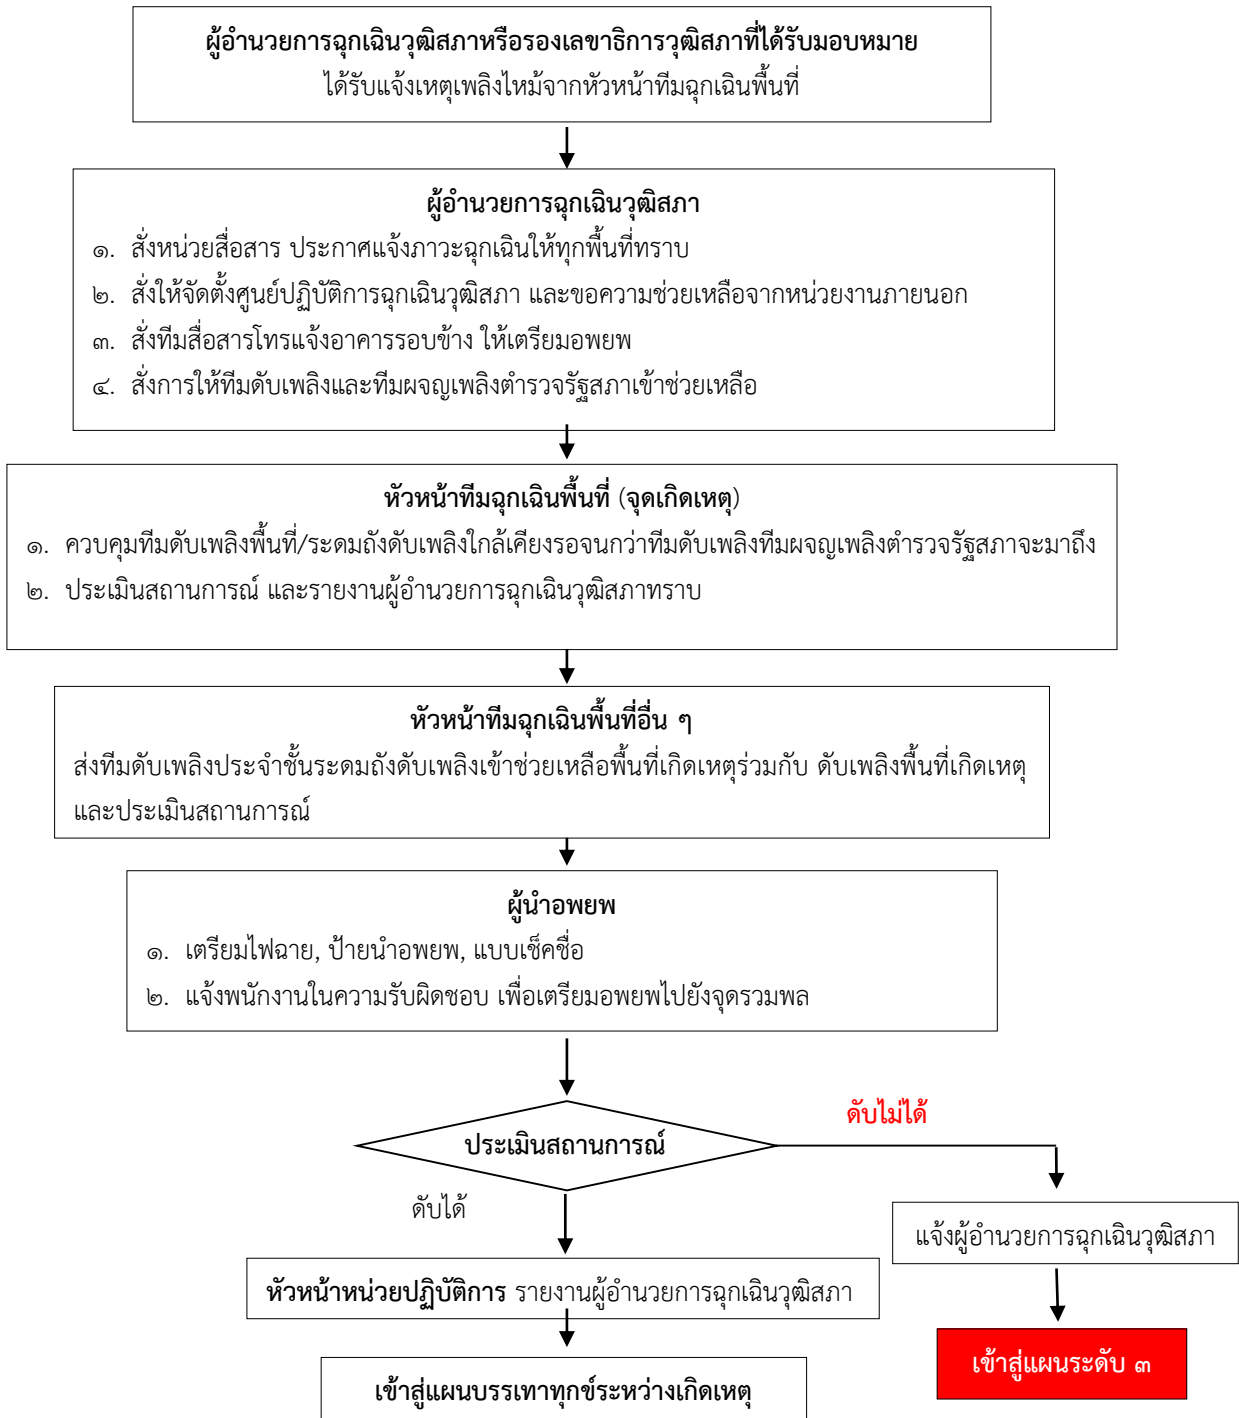 ผู้อำนวยการฉุกเฉินวุฒิสภาหรือรองเลขาธิการวุฒิสภาที่ได้รับมอบหมาย
ได้รับแจ้งเหตุเพลิงไหม้จากหัวหน้าทีมฉุกเฉินพื้นที่
ผู้อำนวยการฉุกเฉินวุฒิสภา
๑. สั่งหน่วยสื่อสาร ประกาศแจ้งภาวะฉุกเฉินให้ทุกพื้นที่ทราบ
๒. สั่งให้จัดตั้งศูนย์ปฏิบัติการฉุกเฉินวุฒิสภา และขอความช่วยเหลือจากหน่วยงานภายนอก
๓. สั่งทีมสื่อสารโทรแจ้งอาคารรอบข้าง ให้เตรียมอพยพ
๔. สั่งการให้ทีมดับเพลิงและทีมผจญเพลิงตำรวจรัฐสภาเข้าช่วยเหลือ
หัวหน้าทีมฉุกเฉินพื้นที่ (จุดเกิดเหตุ)
๑. ควบคุมทีมดับเพลิงพื้นที่/ระดมถังดับเพลิงใกล้เคียงรอจนกว่าทีมดับเพลิงทีมผจญเพลิงตำรวจรัฐสภาจะมาถึง
๒. ประเมินสถานการณ์ และรายงานผู้อำนวยการฉุกเฉินวุฒิสภาทราบ
หัวหน้าทีมฉุกเฉินพื้นที่อื่น ๆ
ส่งทีมดับเพลิงประจำชั้นระดมถังดับเพลิงเข้าช่วยเหลือพื้นที่เกิดเหตุร่วมกับ ดับเพลิงพื้นที่เกิดเหตุ
และประเมินสถานการณ์
ผู้นำอพยพ
๑. เตรียมไฟฉาย, ป้ายนำอพยพ, แบบเช็คชื่อ
๒. แจ้งพนักงานในความรับผิดชอบ เพื่อเตรียมอพยพไปยังจุดรวมพล
ดับไม่ได้
ประเมินสถานการณ์
ดับได้
แจ้งผู้อำนวยการฉุกเฉินวุฒิสภา
หัวหน้าหน่วยปฏิบัติการ รายงานผู้อำนวยการฉุกเฉินวุฒิสภา
เข้าสู่แผนระดับ ๓
เข้าสู่แผนบรรเทาทุกข์ระหว่างเกิดเหตุ